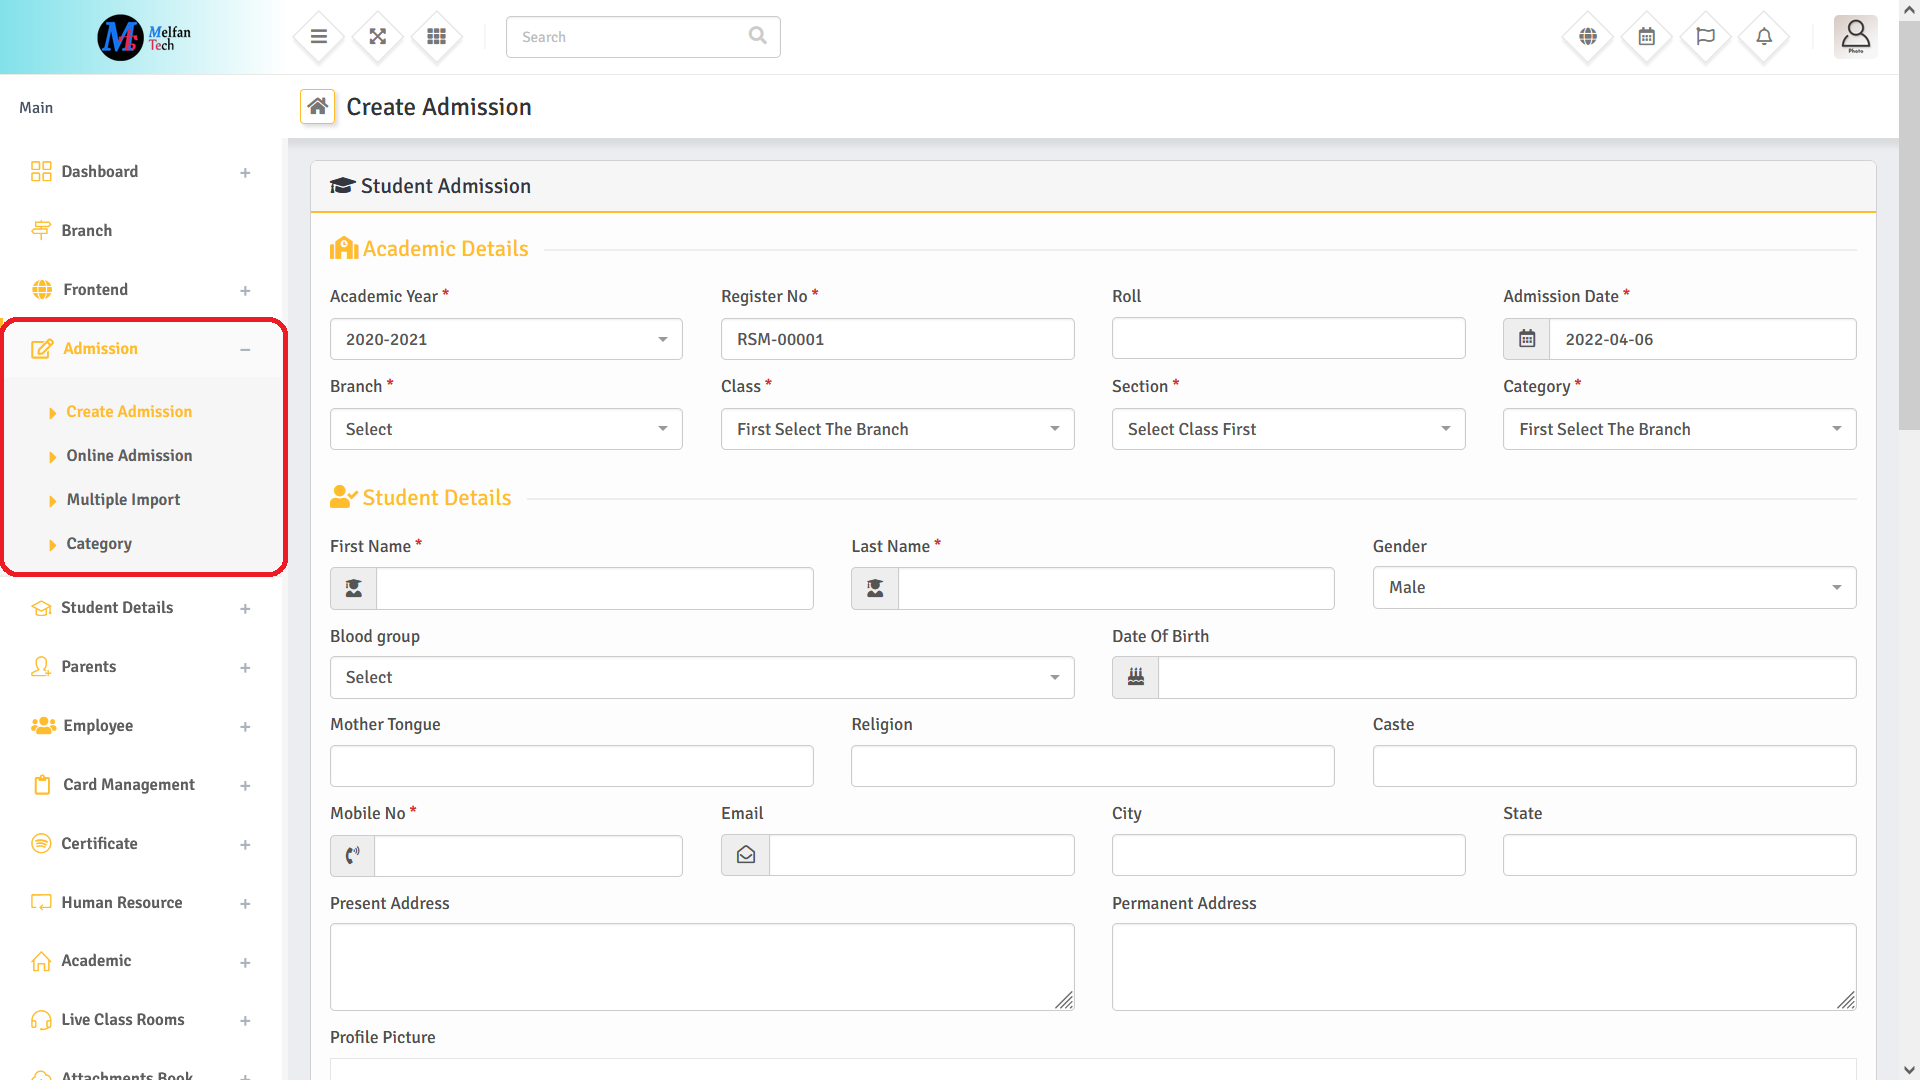 Melfan
Tech
Search
Photo
Main
Create Admission
Dashboard
Branch
Frontend
Admission
Create Admission
Online Admission
Multiple Import
Category
Student Details
Parents
Employee
Card Management
Certificate
Human Resource
Academic
Live Class Rooms
Attachments Book
Student Admission
Academic Details
Academic Year * Register No * Roll Admission Date *
2020-2021 RSM-00001 2022-04-06
Branch * Class * Section * Category *
Select First Select The Branch Select Class First First Select The Branch
Student Details
First Name * Last Name * Gender
Male
Blood group Date Of Birth
Select
Mother Tongue Religion Caste
Mobile No * Email City State
Present Address Permanent Address
Profile Picture